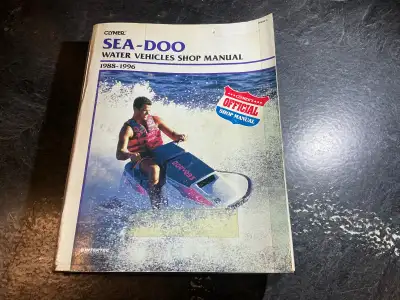 CLYMER
SEA-DOO
WATER VEHICLES SHOP MANUAL
1988-1996
OFFICIAL
SHOP MANUAL